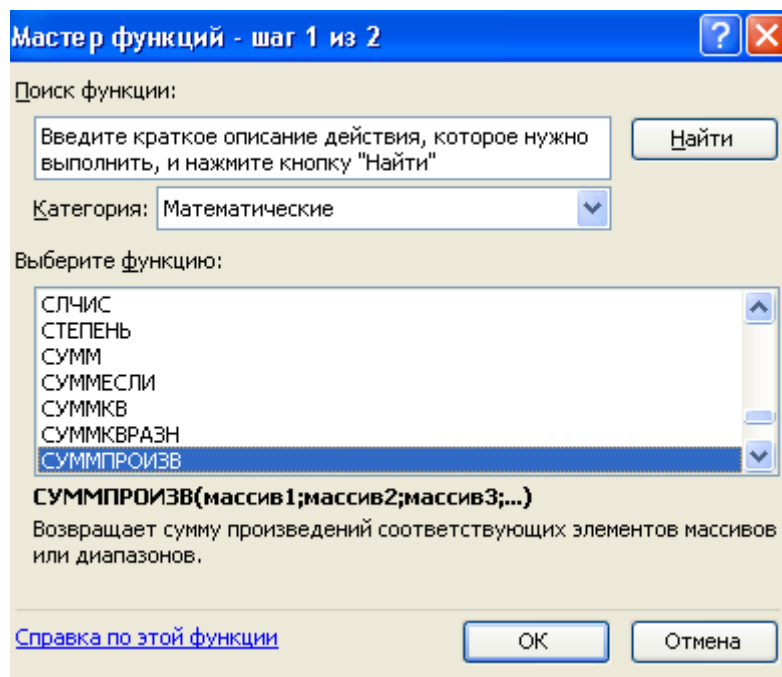 Мастер функций - шаг 1 из 2
Поиск функции:
Введите краткое описание действия, которое нужно
выполнить, и нажмите кнопку "Найти"
Найти
Категория: Математические
Выберите функцию:
СЛЧИС
СТЕПЕНЬ
СУММ
СУММЕСЛИ
СУММКВ
СУММКВРАЗН
СУММПРОИЗВ
СУММПРОИЗВ(массив1;массив2;массив3;...)
Возвращает сумму произведений соответствующих элементов массивов
или диапазонов.
Справка по этой функции
ОК
Отмена